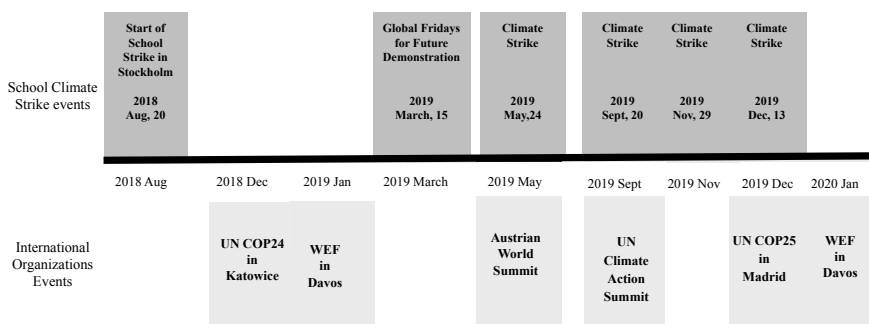 Start of
School
Strike in
Stockholm
2018
Aug, 20
Global Fridays
for Future
Demonstration
2019
March, 15
Climate
Strike
2019
May,24
Climate
Strike
2019
Sept, 20
Climate
Strike
2019
Nov, 29
Climate
Strike
2019
Dec, 13
School Climate
Strike events
2018 Aug
2018 Dec
2019 Jan
2019 March
2019 May
2019 Sept
2019 Nov
2019 Dec
2020 Jan
International
Organizations
Events
UN COP24
in
Katowice
WEF
in
Davos
Austrian
World
Summit
UN
Climate
Action
Summit
UN COP25
in
Madrid
WEF
in
Davos